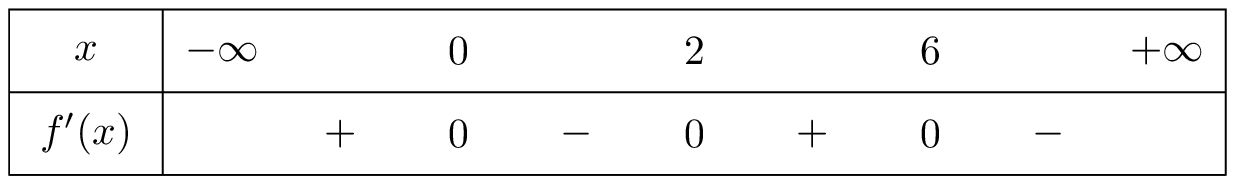 x −∞ 0 2 6 +∞
f′(x) + 0 − 0 + 0 −